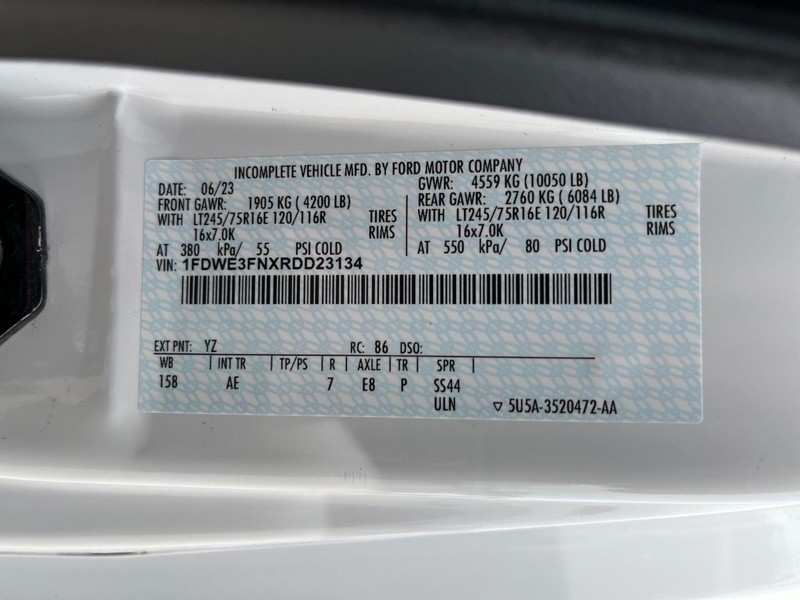 INCOMPLETE VEHICLE MFD. BY FORD MOTOR COMPANY
DATE: 06/23 GVWR: 4559 KG (10050 LB)
FRONT GAWR: 1905 KG ( 4200 LB) REAR GAWR: 2760 KG ( 6084 LB)
WITH LT245/75R16E 120/116R TIRES WITH LT245/75R16E 120/116R TIRES
16x7.0K RIMS 16x7.0K RIMS
AT 380 kPa/ 55 PSI COLD AT 550 kPa/ 80 PSI COLD
VIN: 1FDWE3FNXRDD23134
EXT PNT: YZ RC: 86 DSO:
WB | INT TR | TP/PS | R | AXLE | TR | SPR
158 AE 7 E8 P SS44
ULN ▽ 5U5A-3520472-AA